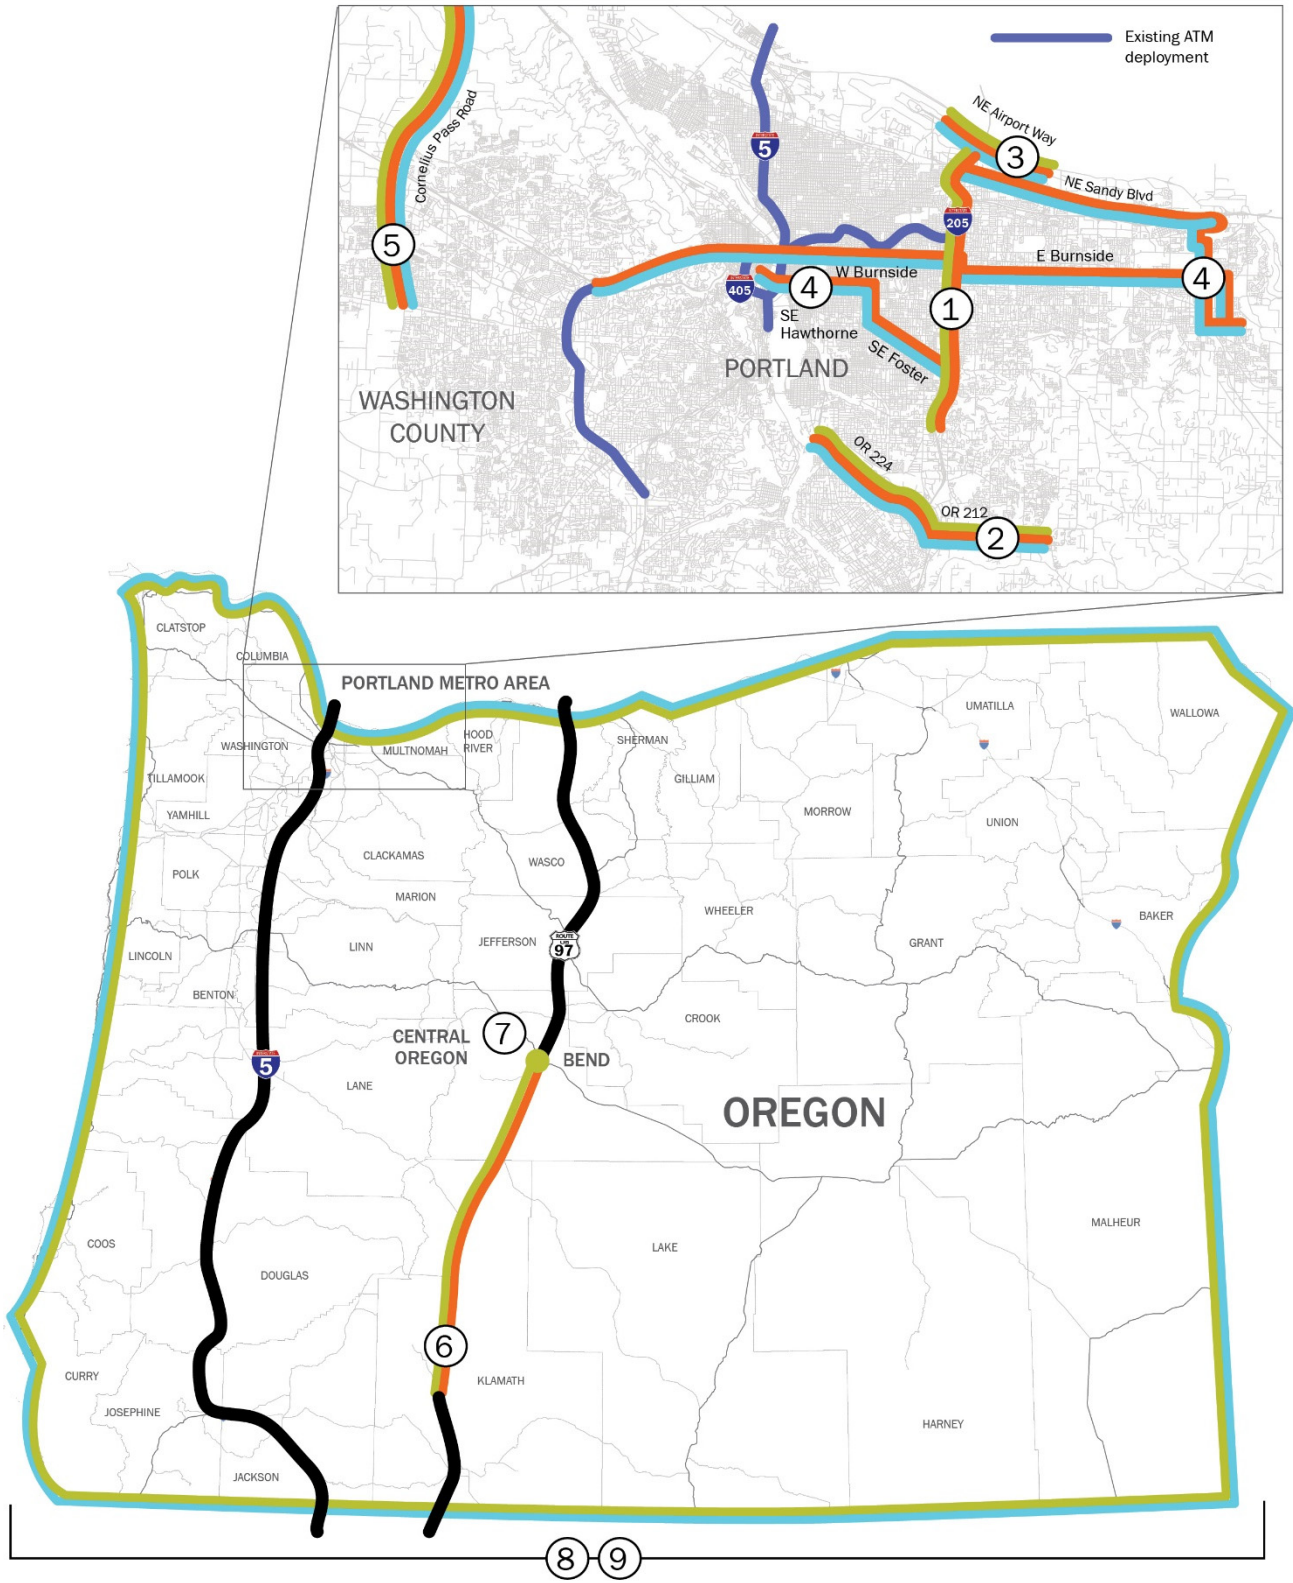 Existing ATM
deployment
NE Airport Way
3
5
Cornelius Pass Road
NE Sandy Blvd
205
5
E Burnside
W Burnside
4
4
405
1
SE
Hawthorne
SE Foster
PORTLAND
WASHINGTON
COUNTY
OR 224
OR 212
2
CLATSTOP
COLUMBIA
PORTLAND METRO AREA
UMATILLA
WALLOWA
HOOD
RIVER
SHERMAN
WASHINGTON
MULTNOMAH
TILLAMOOK
GILLIAM
YAMHILL
MORROW
UNION
CLACKAMAS
WASCO
POLK
MARION
WHEELER
BAKER
LINN
JEFFERSON
ROUTE
US
97
GRANT
LINCOLN
BENTON
CROOK
7
CENTRAL
OREGON
BEND
5
LANE
OREGON
MALHEUR
COOS
LAKE
DOUGLAS
6
CURRY
KLAMATH
JOSEPHINE
HARNEY
JACKSON
8
9